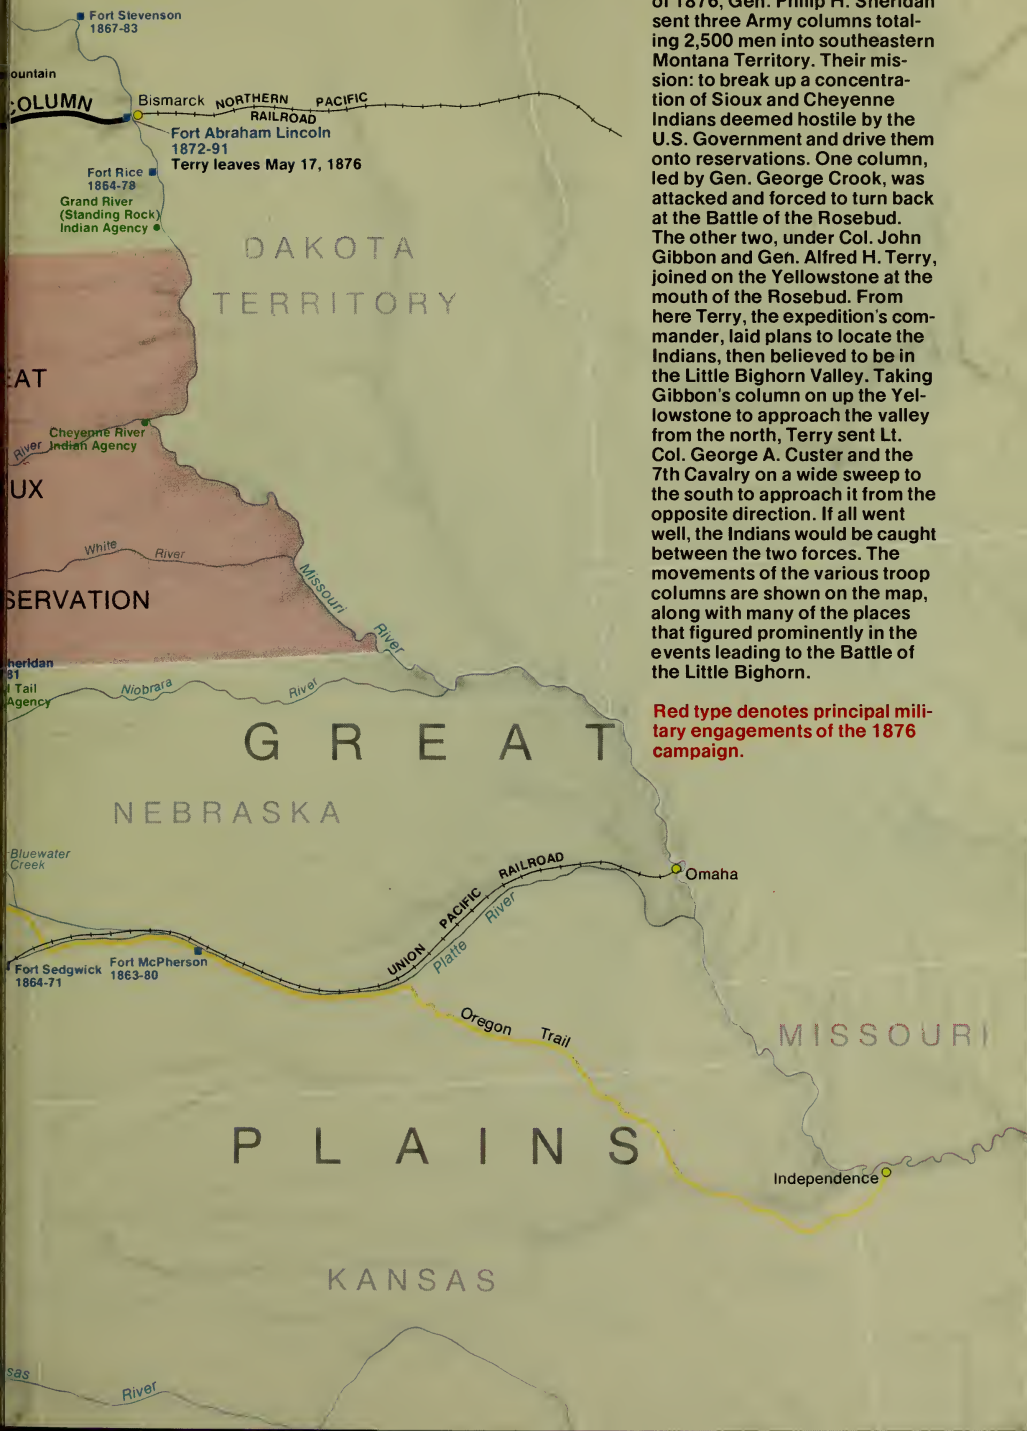 of 1876, Gen. Philip H. Sheridan
sent three Army columns total-
ing 2,500 men into southeastern
Montana Territory. Their mis-
sion: to break up a concentra-
tion of Sioux and Cheyenne
Indians deemed hostile by the
U.S. Government and drive them
onto reservations. One column,
led by Gen. George Crook, was
attacked and forced to turn back
at the Battle of the Rosebud.
The other two, under Col. John
Gibbon and Gen. Alfred H. Terry,
joined on the Yellowstone at the
mouth of the Rosebud. From
here Terry, the expedition's com-
mander, laid plans to locate the
Indians, then believed to be in
the Little Bighorn Valley. Taking
Gibbon's column on up the Yel-
lowstone to approach the valley
from the north, Terry sent Lt.
Col. George A. Custer and the
7th Cavalry on a wide sweep to
the south to approach it from the
opposite direction. If all went
well, the Indians would be caught
between the two forces. The
movements of the various troop
columns are shown on the map,
along with many of the places
that figured prominently in the
events leading to the Battle of
the Little Bighorn.
Red type denotes principal mili-
tary engagements of the 1876
campaign.
Fort Stevenson
1867-83
ountain
COLUMN
Bismarck
NORTHERN PACIFIC
RAILROAD
Fort Abraham Lincoln
1872-91
Terry leaves May 17, 1876
Fort Rice
1864-78
Grand River
(Standing Rock)
Indian Agency
DAKOTA
TERRITORY
EAT
Cheyenne River
Indian Agency
River
UX
White River
SERVATION
Missouri River
heridan
81
l Tail
Agency
Niobrara River
GREAT
NEBRASKA
Bluewater
Creek
UNION PACIFIC RAILROAD
Platte River
Omaha
Fort Sedgwick
1864-71
Fort McPherson
1863-80
Oregon Trail
MISSOURI
PLAINS
Independence
KANSAS
sas River